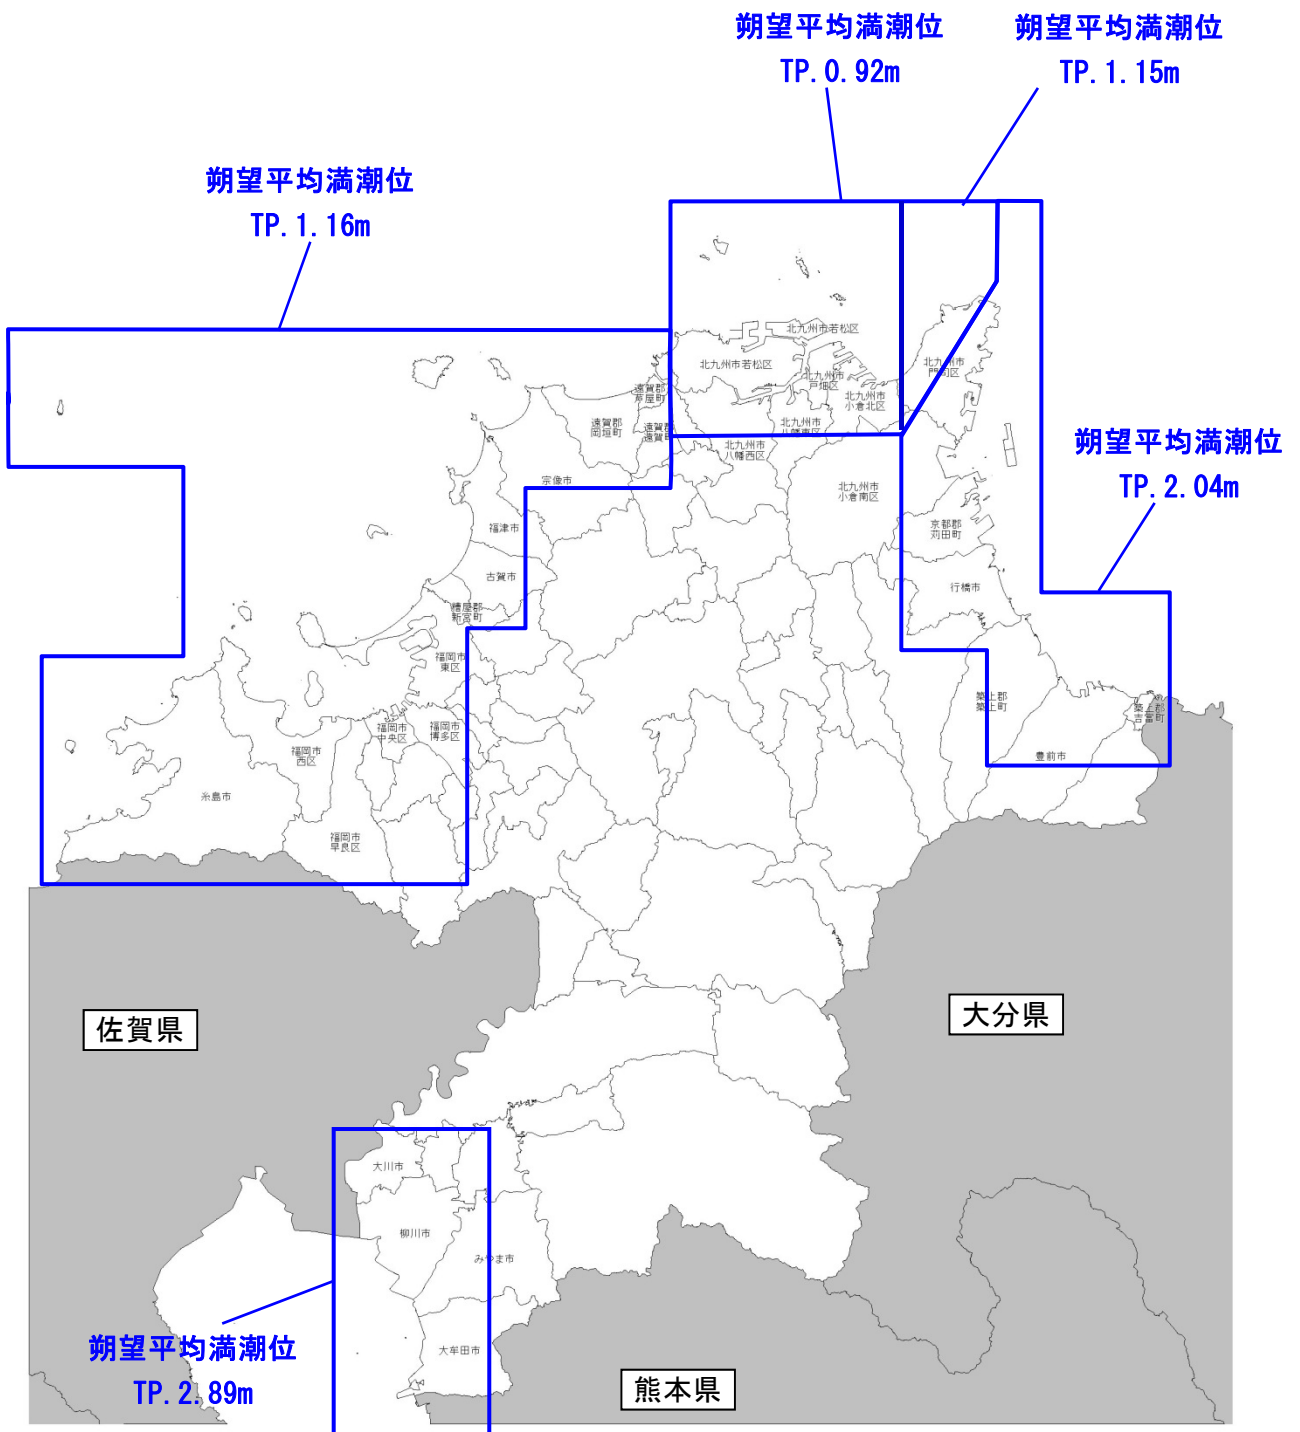 朔望平均満潮位
TP.0.92m
朔望平均満潮位
TP.1.15m
朔望平均満潮位
TP.1.16m
北九州市若松区
北九州市若松区
北九州市
門司区
北九州市
戸畑区
北九州市
小倉北区
遠賀郡
芦屋町
遠賀郡
岡垣町
遠賀郡
遠賀町
北九州市
八幡東区
北九州市
八幡西区
朔望平均満潮位
TP.2.04m
宗像市
北九州市
小倉南区
福津市
京都郡
苅田町
古賀市
行橋市
糟屋郡
新宮町
福岡市
東区
築上郡
築上町
築上郡
吉富町
福岡市
中央区
福岡市
博多区
福岡市
西区
豊前市
糸島市
福岡市
早良区
佐賀県
大分県
大川市
柳川市
みやま市
朔望平均満潮位
TP.2.89m
大牟田市
熊本県